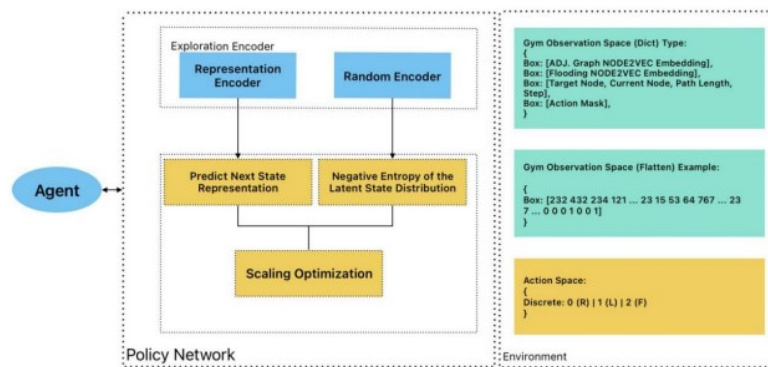 Exploration Encoder
Representation
Encoder
Random Encoder
Predict Next State
Representation
Negative Entropy of the
Latent State Distribution
Agent
Scaling Optimization
Policy Network
Gym Observation Space (Dict) Type:
{
Box: [ADJ. Graph NODE2VEC Embedding],
Box: [Flooding NODE2VEC Embedding],
Box: [Target Node, Current Node, Path Length,
Step],
Box: [Action Mask],
}
Gym Observation Space (Flatten) Example:
{
Box: [232 432 234 121 ... 23 15 53 64 767 ... 23
7 ... 0 0 0 1 0 0 1]
}
Action Space:
{
Discrete: 0 (R) | 1 (L) | 2 (F)
}
Environment